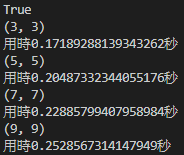 True
(3, 3)
用時0.17189288139343262秒
(5, 5)
用時0.20487332344055176秒
(7, 7)
用時0.22885799407958984秒
(9, 9)
用時0.2528567314147949秒